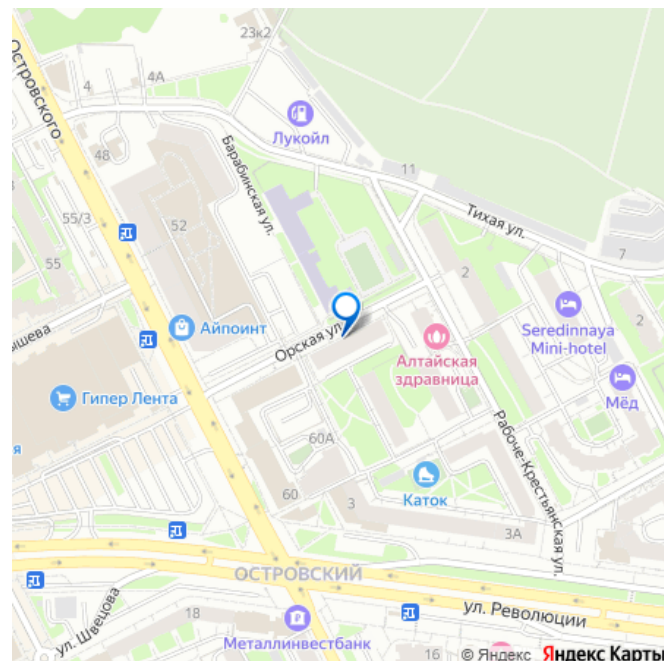 23к2
4
4А
Островского
Лукойл
48
Барабинская ул.
11
Тихая ул.
55/3
52
7
55
2
Айпоинт
Seredinnaya
Mini-hotel
2
ышева
Орская ул.
Алтайская
здравница
Гипер Лента
Мёд
я
60А
Рабоче-Крестьянская ул.
Каток
60
3
3А
ОСТРОВСКИЙ
ул. Революции
ул. Швецова
18
Металлинвестбанк
© Яндекс Яндекс Карты